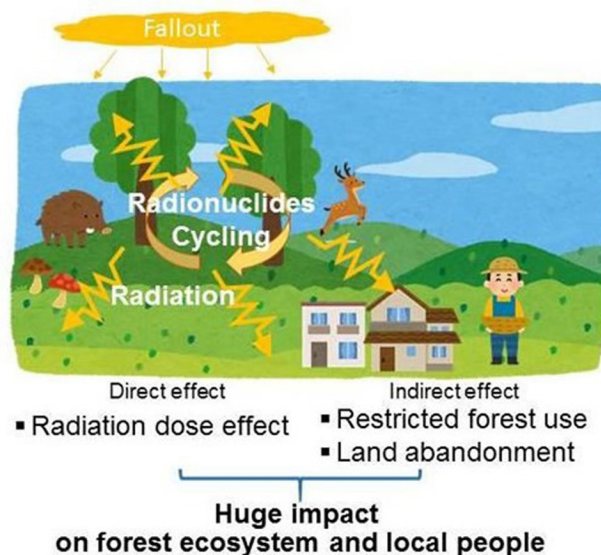 Fallout
Radionuclides
Cycling
Radiation
Direct effect
▪ Radiation dose effect
Indirect effect
▪ Restricted forest use
▪ Land abandonment
Huge impact
on forest ecosystem and local people